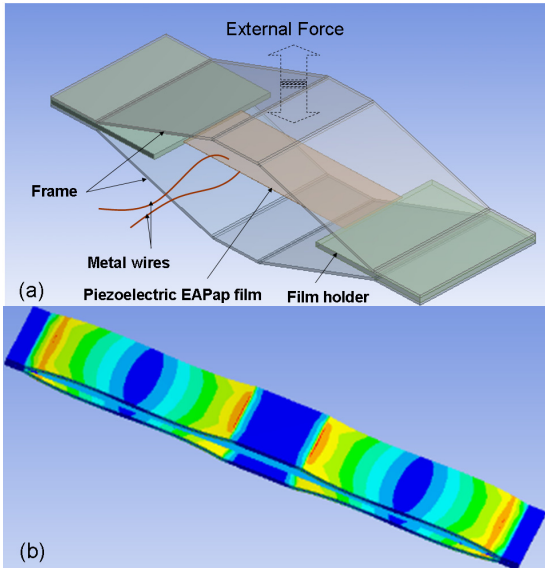 External Force
Frame
Metal wires
Piezoelectric EAPap film
Film holder
(a)
(b)